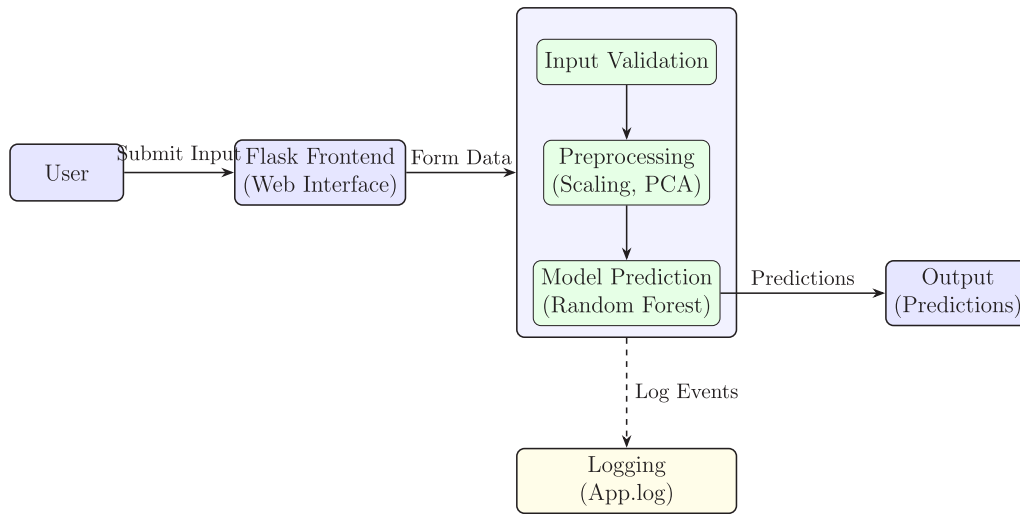 Input Validation
User
Submit Input
Flask Frontend
(Web Interface)
Form Data
Preprocessing
(Scaling, PCA)
Model Prediction
(Random Forest)
Predictions
Output
(Predictions)
Log Events
Logging
(App.log)